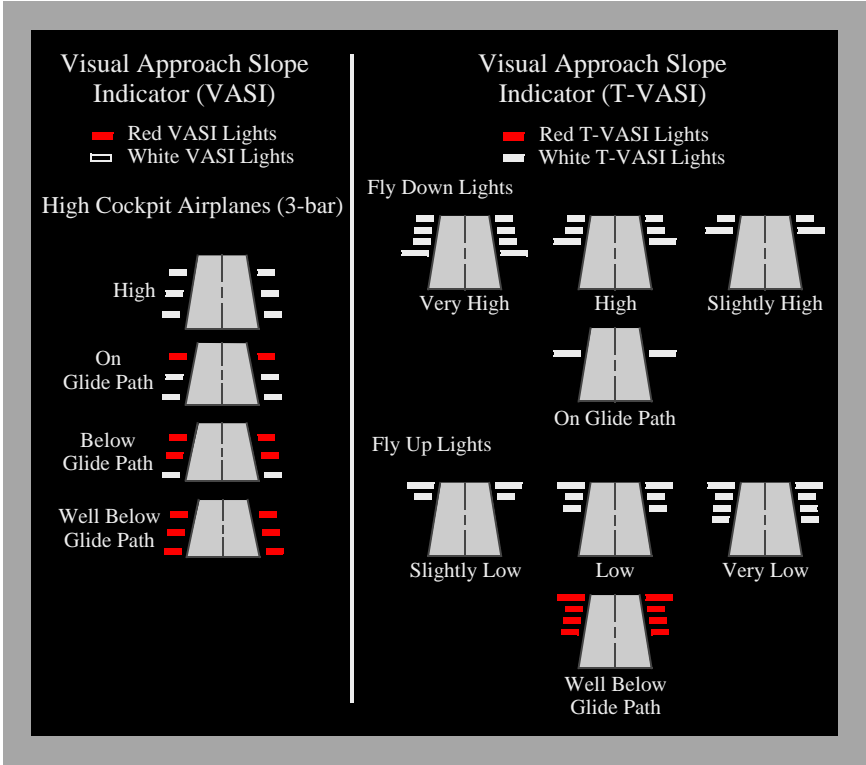 Visual Approach Slope
Indicator (VASI)
Red VASI Lights
White VASI Lights
High Cockpit Airplanes (3-bar)
High
On
Glide Path
Below
Glide Path
Well Below
Glide Path
Visual Approach Slope
Indicator (T-VASI)
Red T-VASI Lights
White T-VASI Lights
Fly Down Lights
Very High
High
Slightly High
On Glide Path
Fly Up Lights
Slightly Low
Low
Very Low
Well Below
Glide Path